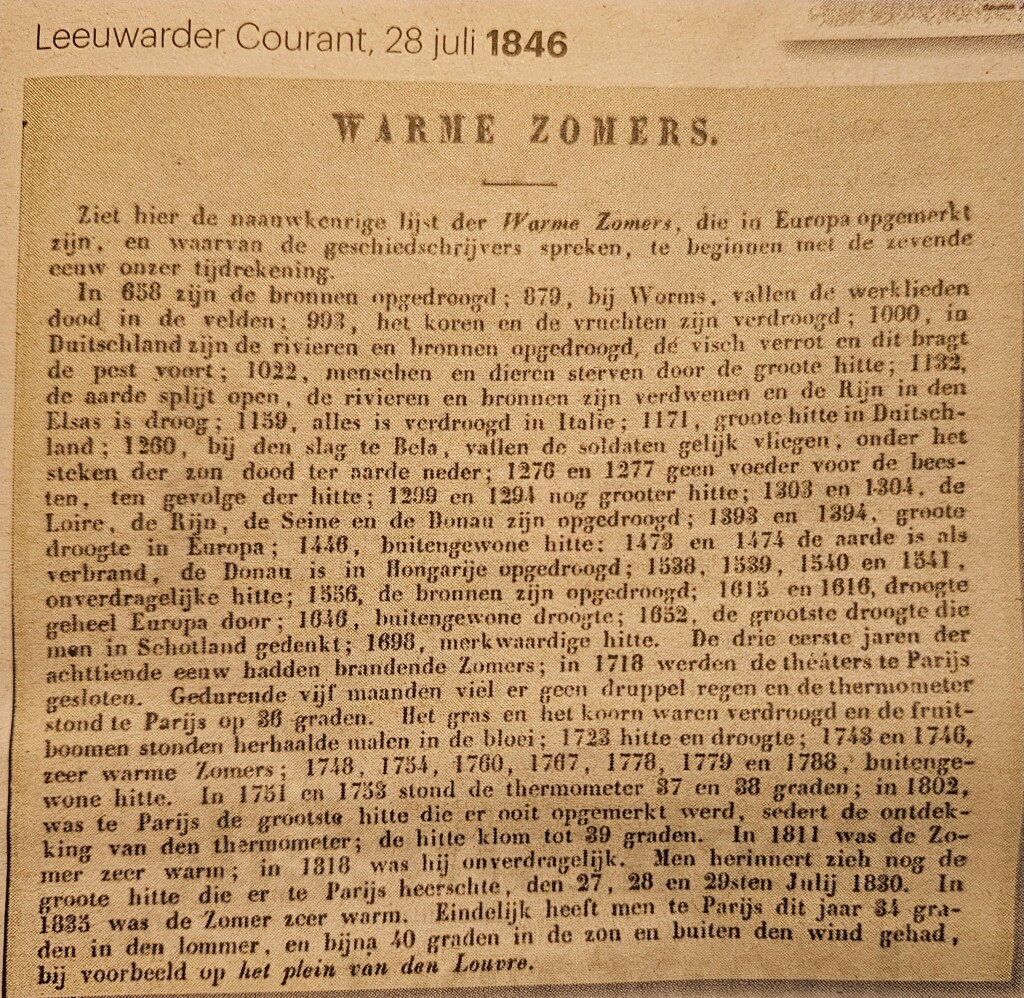 Leeuwarder Courant, 28 juli 1846
WARME ZOMERS.
Ziet hier de naauwkenrige lijst der Warme Zomers, die in Europa opgemerkt
zijn, en waarvan de geschiedschrijvers spreken, te beginnen met de zevende
eeuw onzer tijdrekening.
In 658 zijn de bronnen opgedroogd; 879, bij Worms, vallen de werklieden
dood in de velden; 993, het koren en de vruchten zijn verdroogd; 1000, in
Duitschland zijn de rivieren en bronnen opgedroogd, de visch verrot en dit bragt
de pest voort; 1022, menschen en dieren sterven door de groote hitte; 1132,
de aarde splijt open, de rivieren en bronnen zijn verdwenen en de Rijn in den
Elsas is droog; 1159, alles is verdroogd in Italie; 1171, groote hitte in Duitsch-
land; 1260, bij den slag te Bela, vallen de soldaten gelijk vliegen, onder het
steken der zon dood ter aarde neder; 1276 en 1277 geen voeder voor de bees-
ten, ten gevolge der hitte; 1299 en 1294 nog grooter hitte; 1303 en 1304, de
Loire, de Rijn, de Seine en de Donau zijn opgedroogd; 1393 en 1394, groote
droogte in Europa; 1446, buitengewone hitte; 1473 en 1474 de aarde is als
verbrand, de Donau is in Hongarije opgedroogd; 1538, 1539, 1540 en 1541,
onverdragelijke hitte; 1556, de bronnen zijn opgedroogd; 1615 en 1616, droogte
geheel Europa door; 1646, buitengewone droogte; 1652, de grootste droogte die
men in Schotland gedenkt; 1698, merkwaardige hitte. De drie eerste jaren der
achttiende eeuw hadden brandende Zomers; in 1718 werden de théáters te Parijs
gesloten. Gedurende vijf maanden viel er geen druppel regen en de thermometer
stond te Parijs op 36 graden. Het gras en het koorn waren verdroogd en de fruit-
boomen stonden herhaalde malen in de bloei; 1723 hitte en droogte; 1743 en 1746,
zeer warme Zomers; 1748, 1754, 1760, 1767, 1778, 1779 en 1788, buitenge-
wone hitte. In 1751 en 1753 stond de thermometer 37 en 38 graden; in 1802,
was te Parijs de grootste hitte die er ooit opgemerkt werd, sedert de ontdek-
king van den thermometer; de hitte klom tot 39 graden. In 1811 was de Zo-
mer zeer warm; in 1818 was hij onverdragelijk. Men herinnert zich nog de
groote hitte die er te Parijs heerschte, den 27, 28 en 29sten Julij 1830. In
1835 was de Zomer zeer warm. Eindelijk heeft men te Parijs dit jaar 34 gra-
den in den lommer, en bijna 40 graden in de zon en buiten den wind gehad,
bij voorbeeld op het plein van den Louvre.